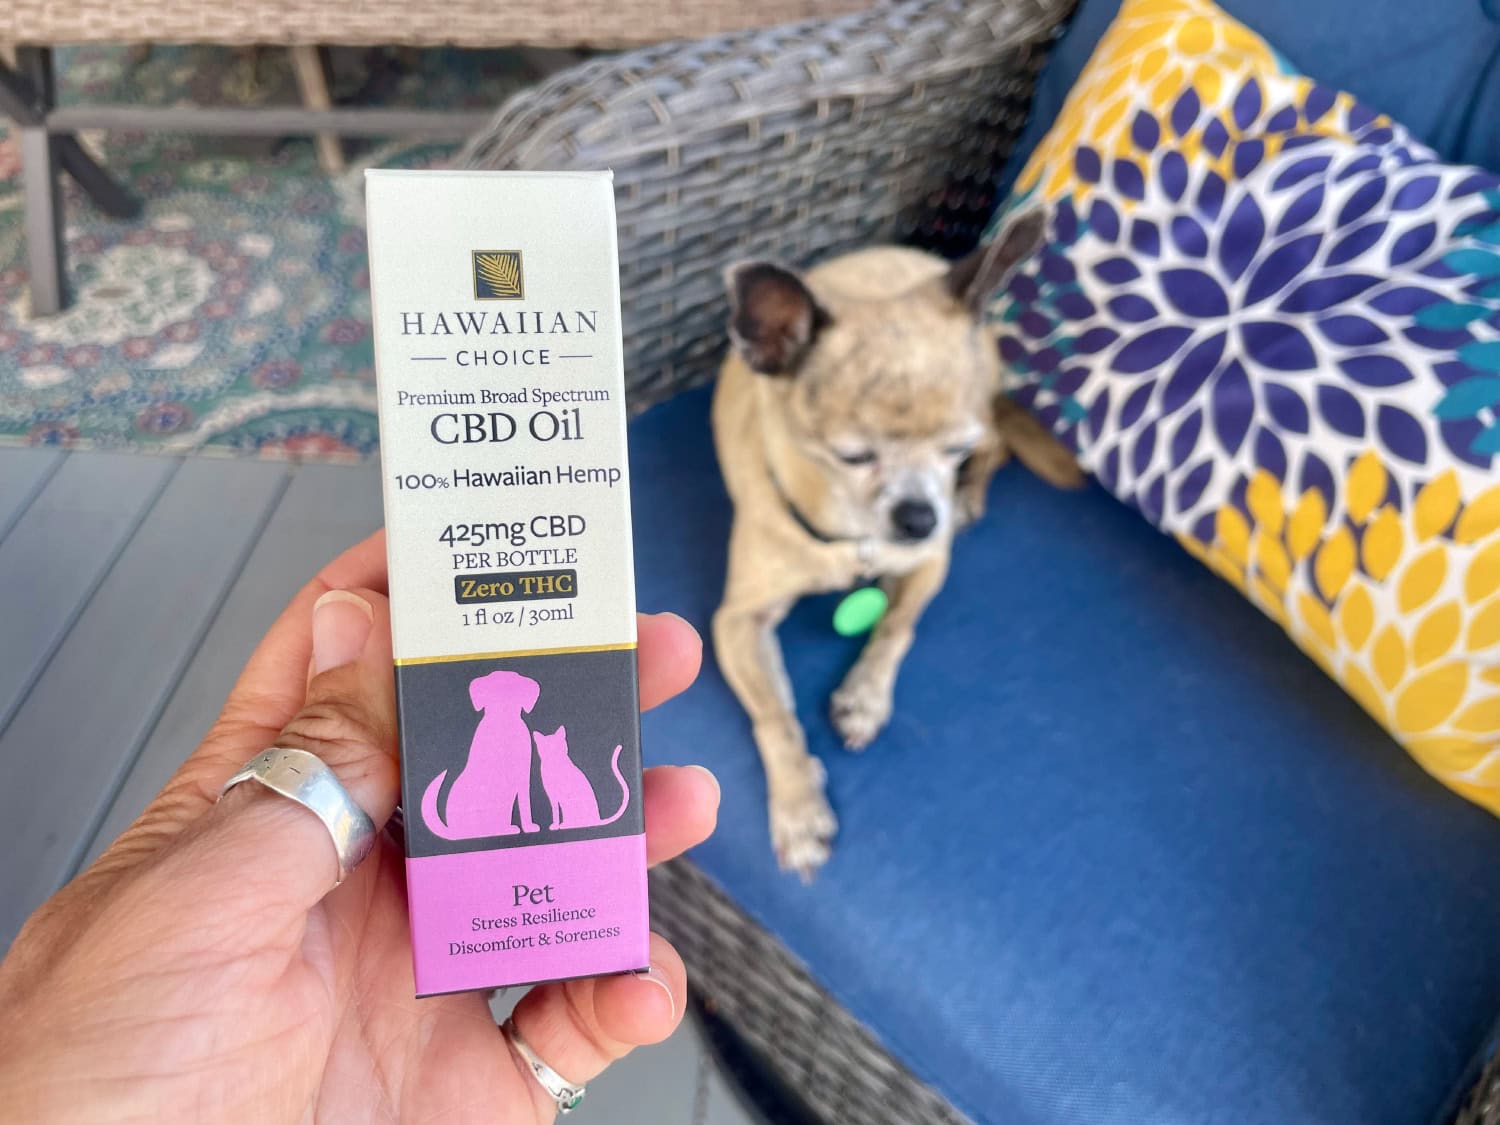 HAWAIIAN
CHOICE
Premium Broad Spectrum
CBD Oil
100% Hawaiian Hemp
425mg CBD
PER BOTTLE
Zero THC
1 fl oz / 30ml
Pet
Stress Resilience
Discomfort & Soreness